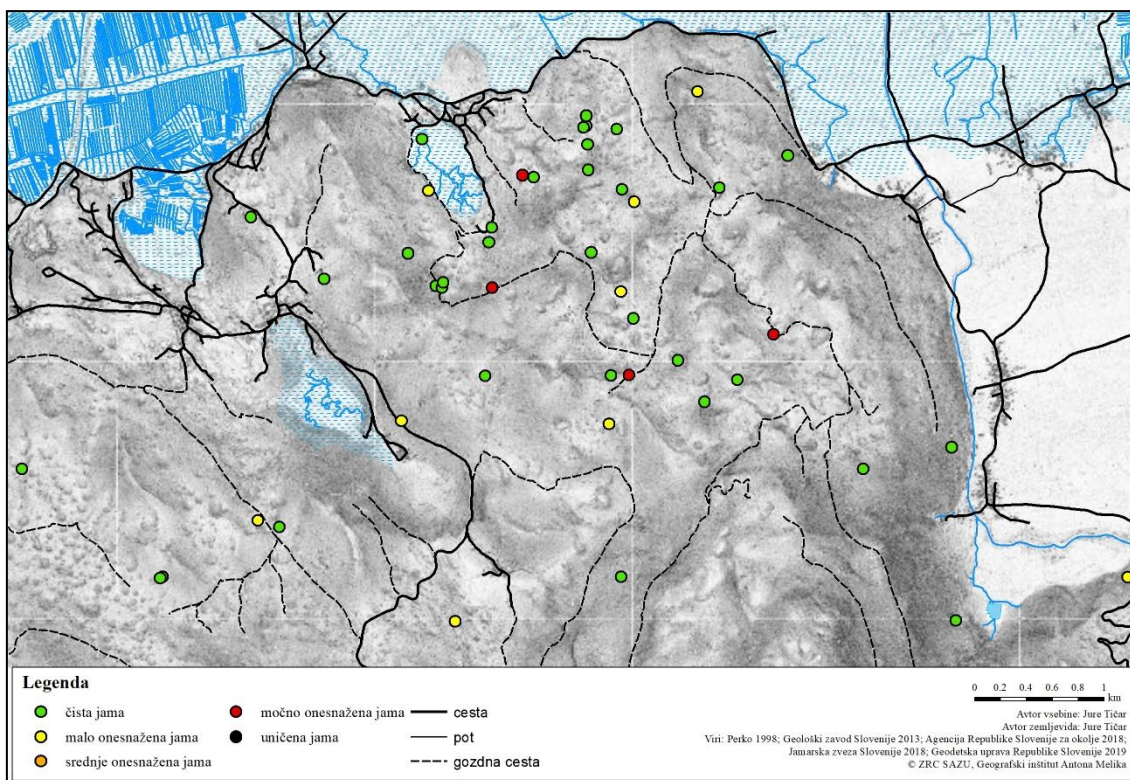 Legenda
čista jama
malo onesnažena jama
srednje onesnažena jama
močno onesnažena jama
uničena jama
cesta
pot
gozdna cesta
0 0.2 0.4 0.6 0.8 1
km
Avtor vsebine: Jure Tičar
Avtor zemljevida: Jure Tičar
Viri: Perko 1998; Geološki zavod Slovenije 2013; Agencija Republike Slovenije za okolje 2018;
Jamarska zveza Slovenije 2018; Geodetska uprava Republike Slovenije 2019
© ZRC SAZU, Geografski inštitut Antona Melika